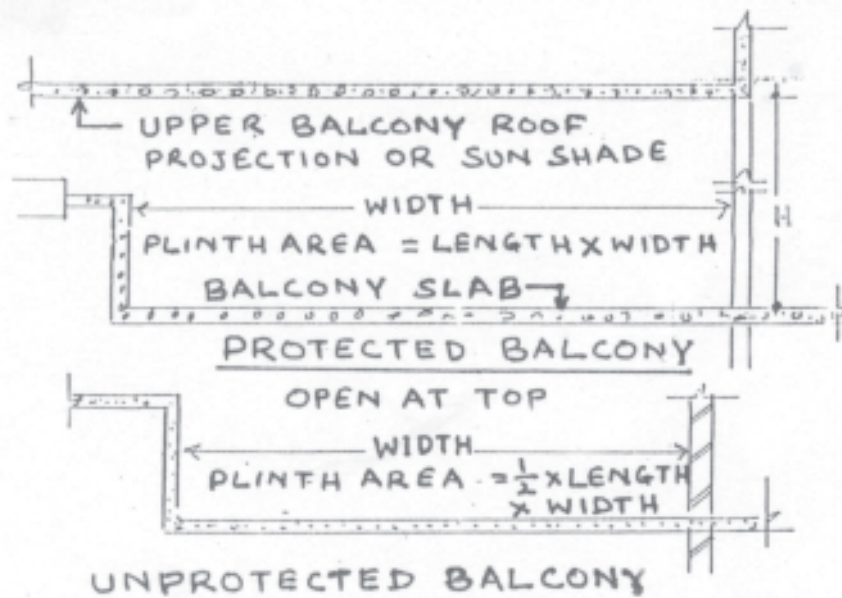 UPPER BALCONY ROOF
PROJECTION OR SUN SHADE
WIDTH
PLINTH AREA = LENGTH X WIDTH
H
BALCONY SLAB
PROTECTED BALCONY
OPEN AT TOP
WIDTH
PLINTH AREA = 1/2 X LENGTH
X WIDTH
UNPROTECTED BALCONY